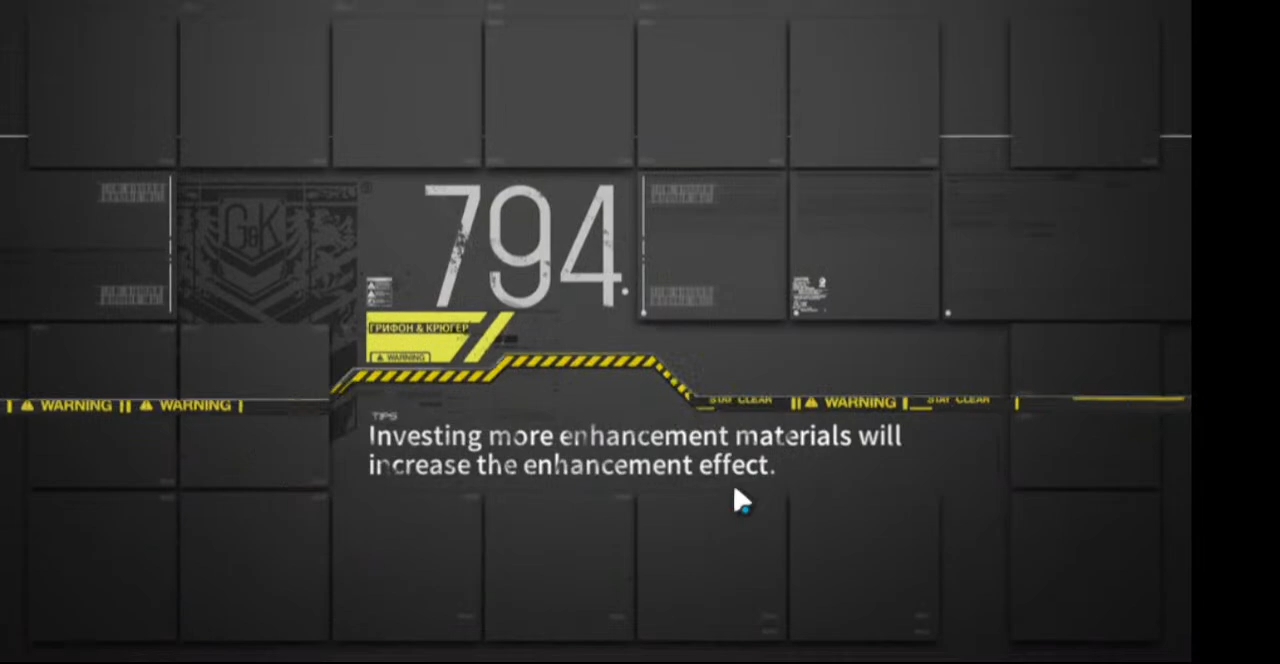 794.
G&K
ГРИФОН & КРЮГЕР
WARNING
WARNING
WARNING
STAY CLEAR
WARNING
STAY CLEAR
TIPS
Investing more enhancement materials will
increase the enhancement effect.